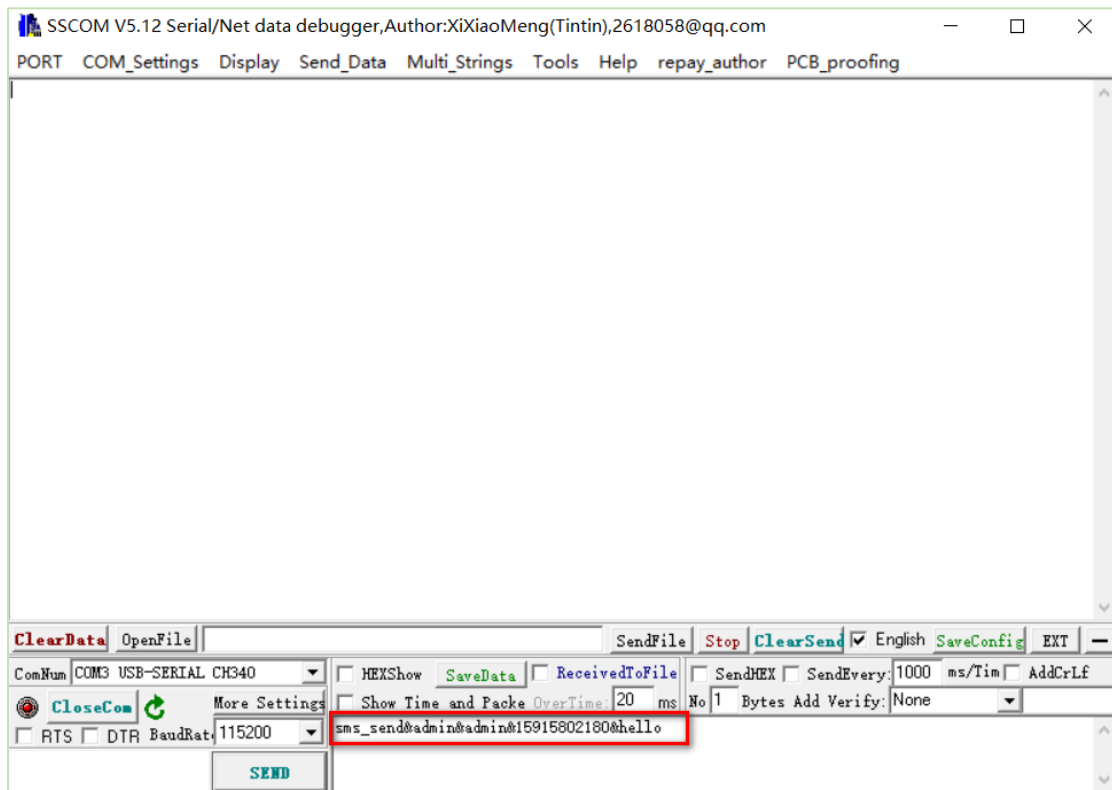 SSCOM V5.12 Serial/Net data debugger,Author:XiXiaoMeng(Tintin),2618058@qq.com
PORT COM_Settings Display Send_Data Multi_Strings Tools Help repay_author PCB_proofing
ClearData OpenFile SendFile Stop ClearSend English SaveConfig EXT
ComNum COM3 USB-SERIAL CH340 HEXShow SaveData ReceivedToFile SendHEX SendEvery: 1000 ms/Tim AddCrLf
CloseCom More Settings Show Time and Packe OverTime: 20 ms No 1 Bytes Add Verify: None
RTS DTR BaudRat 115200 sms_send&admin&admin&15915802180&hello
SEND